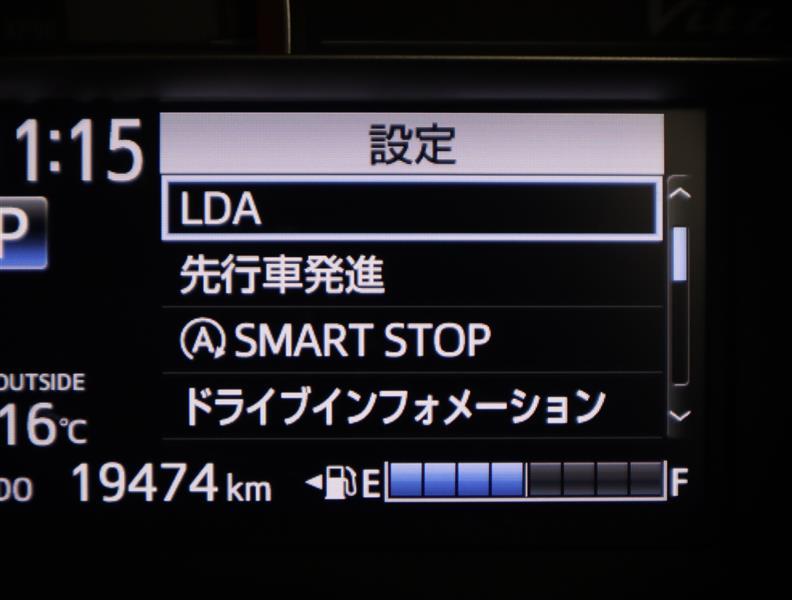 Vitz
1:15
設定
LDA
P
先行車発進
A SMART STOP
ドライブインフォメーション
OUTSIDE
16℃
19474 km
E F